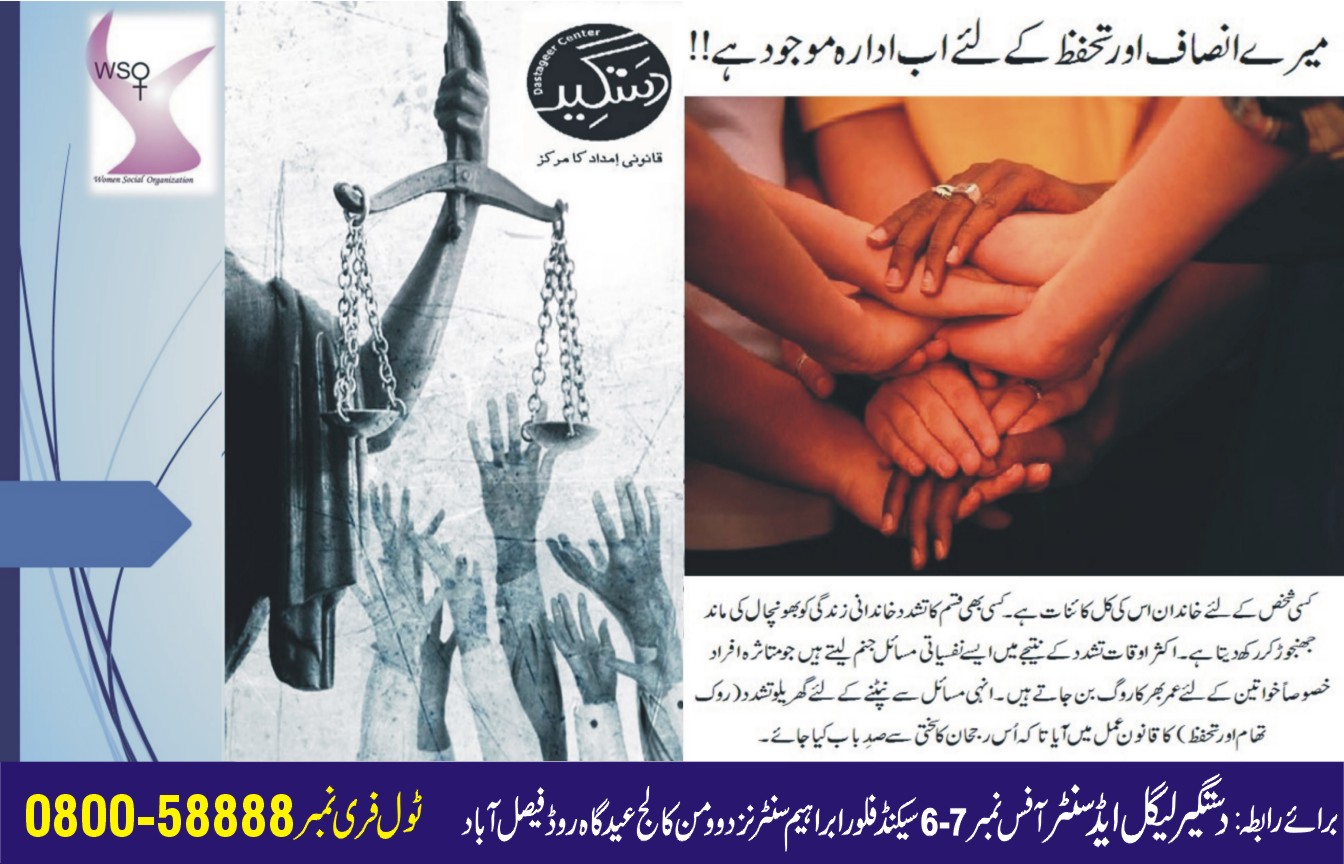 WSO
Women Social Organization
Dastageer Center
دستگیر
قانونی اِمداد کا مرکز
میرے انصاف اور تحفظ کے لئے اب ادارہ موجود ہے!!
کسی شخص کے لئے خاندان اس کی کل کائنات ہے۔ کسی بھی قسم کا تشدد خاندانی زندگی کو بھونچال کی ماند
جھنجوڑ کر رکھ دیتا ہے۔ اکثر اوقات تشدد کے نتیجے میں ایسے نفسیاتی مسائل جنم لیتے ہیں جو متاثرہ افراد
خصوصاً خواتین کے لئے عمر بھر کا روگ بن جاتے ہیں۔ انہی مسائل سے نپٹنے کے لئے گھریلو تشدد (روک
تھام اور تحفظ) کا قانون عمل میں آیا تاکہ اُس رجحان کا سختی سے صدِ باب کیا جائے۔
برائے رابطہ: دستگیر لیگل ایڈ سنٹر آفس نمبر 7-6 سیکنڈ فلور ابراہیم سنٹر نزد وومن کالج عیدگاہ روڈ فیصل آباد ٹول فری نمبر 0800-58888